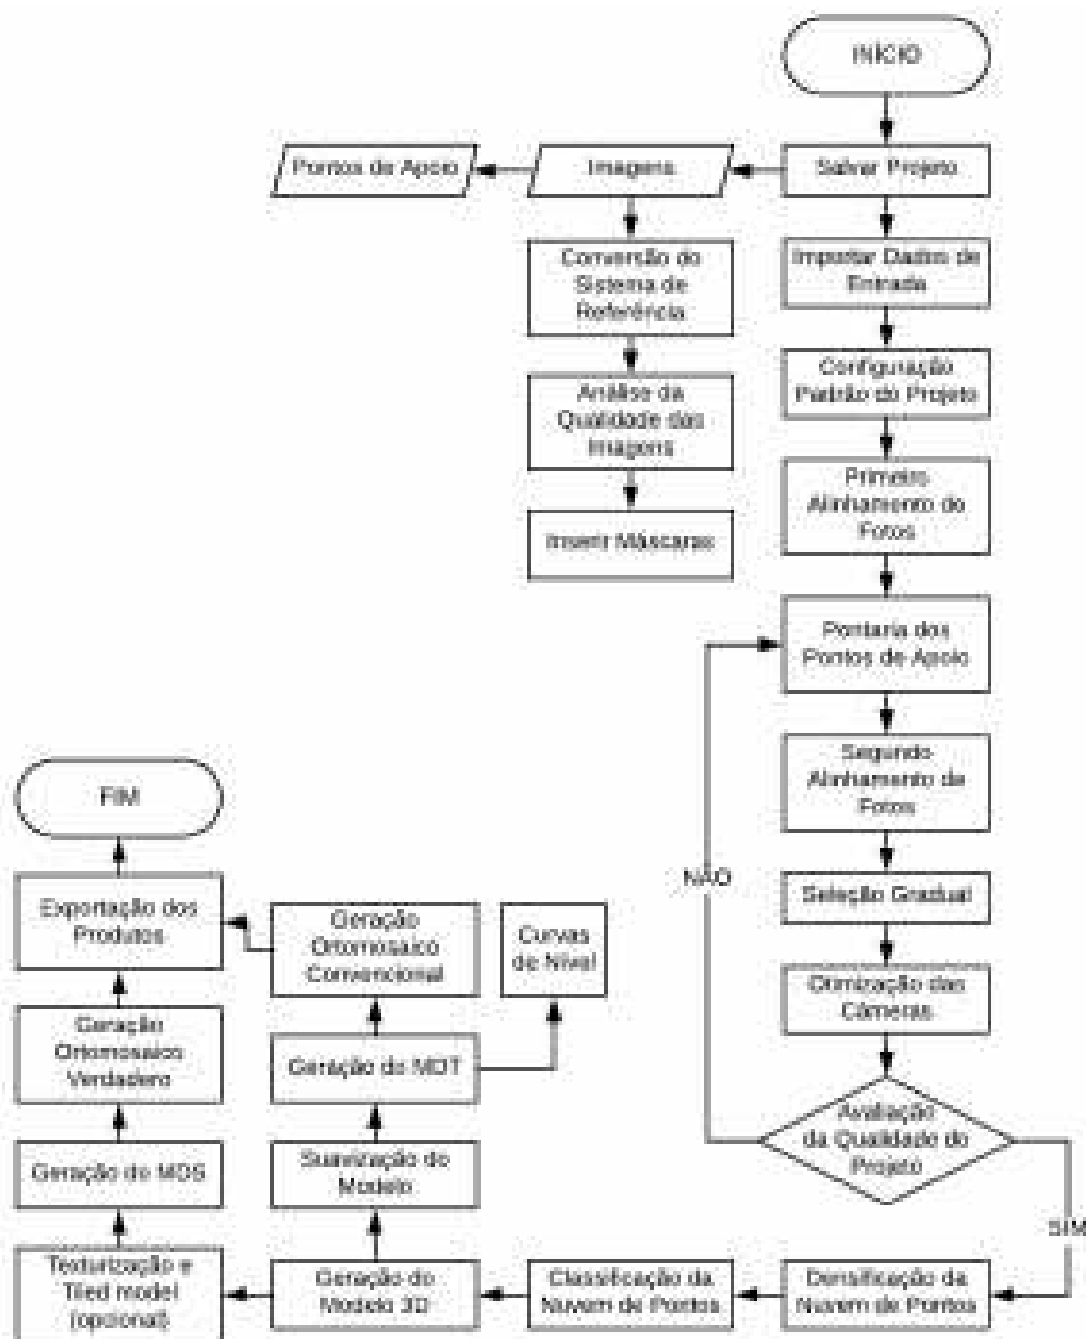 INÍCIO
Pontos de Apoio
Imagens
Salvar Projeto
Conversão do
Sistema de
Referência
Importar Dados de
Entrada
Análise da
Qualidade das
Imagens
Configuração
Padrão do Projeto
Inserir Máscaras
Primeiro
Alinhamento de
Fotos
Pontaria dos
Pontos de Apoio
Segundo
Alinhamento de
Fotos
NÃO
Seleção Gradual
Otimização das
Câmeras
Avaliação
da Qualidade do
Projeto
SIM
Densificação da
Nuvem de Pontos
Classificação da
Nuvem de Pontos
Geração do
Modelo 3D
Suavização do
Modelo
Geração do MDT
Curvas
de Nível
Geração
Ortomosaico
Convencional
Texturização e
Tiled model
(opcional)
Geração do MDS
Geração
Ortomosaico
Verdadero
Exportação dos
Produtos
FIM